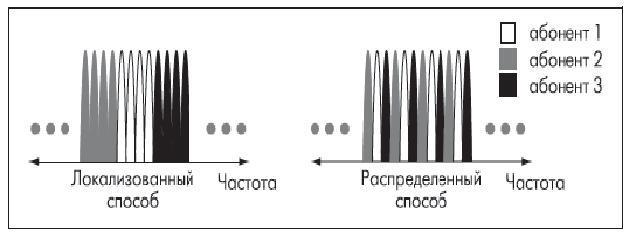 абонент 1
абонент 2
абонент 3
Локализованный
способ
Частота
Распределенный
способ
Частота